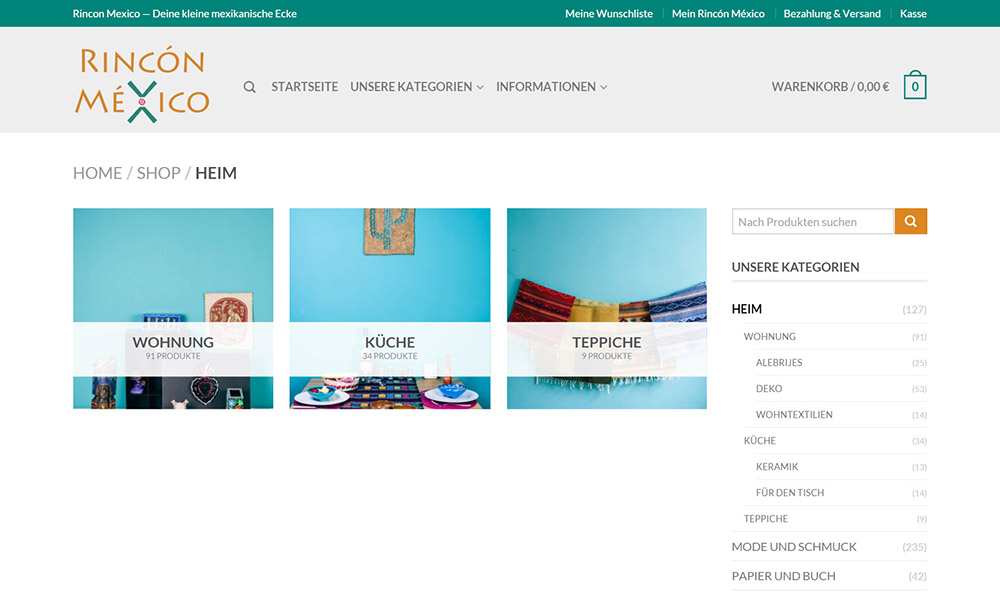 Rincon Mexico — Deine kleine mexikanische Ecke
Meine Wunschliste
Mein Rincón México
Bezahlung & Versand
Kasse
RINCÓN
MÉXICO
STARTSEITE
UNSERE KATEGORIEN
INFORMATIONEN
WARENKORB / 0,00 €
0
HOME / SHOP / HEIM
WOHNUNG
91 PRODUKTE
KÜCHE
34 PRODUKTE
TEPPICHE
9 PRODUKTE
Nach Produkten suchen
UNSERE KATEGORIEN
HEIM (127)
WOHNUNG (91)
ALEBRIJES (25)
DEKO (53)
WOHNTEXTILIEN (14)
KÜCHE (34)
KERAMIK (13)
FÜR DEN TISCH (14)
TEPPICHE (9)
MODE UND SCHMUCK (235)
PAPIER UND BUCH (42)